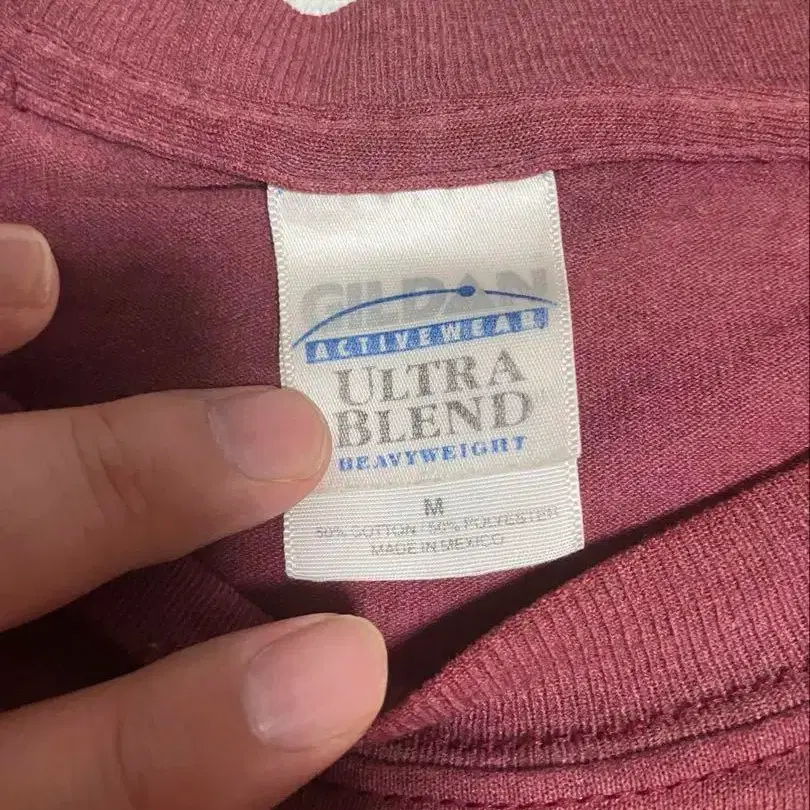 GILDAN
ACTIVEWEAR
ULTRA
BLEND
HEAVYWEIGHT
M
50% COTTON / 50% POLYESTER
MADE IN MEXICO